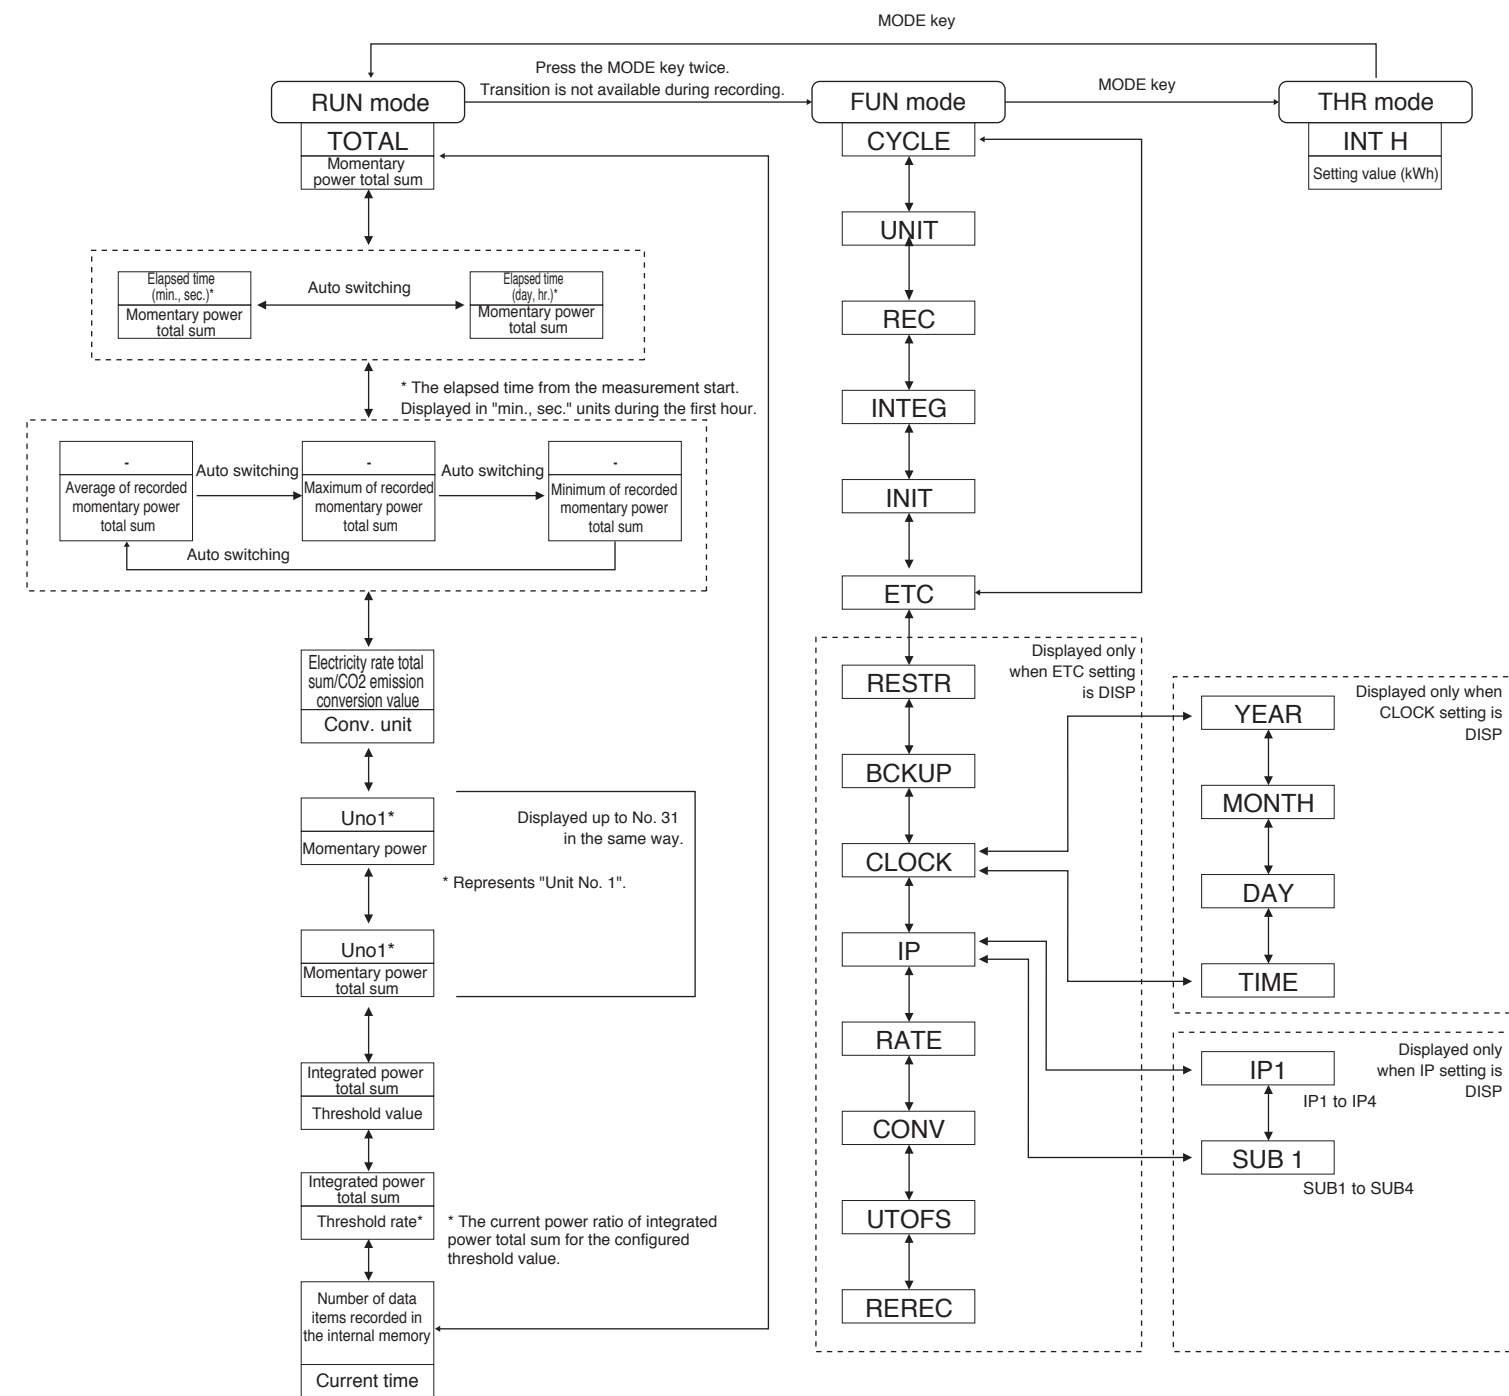 MODE key
Press the MODE key twice.
Transition is not available during recording.
MODE key
RUN mode
FUN mode
THR mode
TOTAL
Momentary
power total sum
CYCLE
INT H
Setting value (kWh)
UNIT
Elapsed time
(min., sec.)*
Momentary power
total sum
Auto switching
Elapsed time
(day, hr.)*
Momentary power
total sum
REC
* The elapsed time from the measurement start.
Displayed in "min., sec." units during the first hour.
INTEG
-
Average of recorded
momentary power
total sum
Auto switching
-
Maximum of recorded
momentary power
total sum
Auto switching
-
Minimum of recorded
momentary power
total sum
Auto switching
INIT
ETC
Electricity rate total
sum/CO2 emission
conversion value
Conv. unit
Displayed only
when ETC setting
is DISP
RESTR
BCKUP
CLOCK
IP
RATE
CONV
UTOFS
REREC
Displayed only when
CLOCK setting is
DISP
YEAR
MONTH
DAY
TIME
Uno1*
Momentary power
Displayed up to No. 31
in the same way.
* Represents "Unit No. 1".
Uno1*
Momentary power
total sum
Displayed only
when IP setting is
DISP
IP1
IP1 to IP4
SUB 1
SUB1 to SUB4
Integrated power
total sum
Threshold value
Integrated power
total sum
Threshold rate*
* The current power ratio of integrated
power total sum for the configured
threshold value.
Number of data
items recorded in
the internal memory
Current time